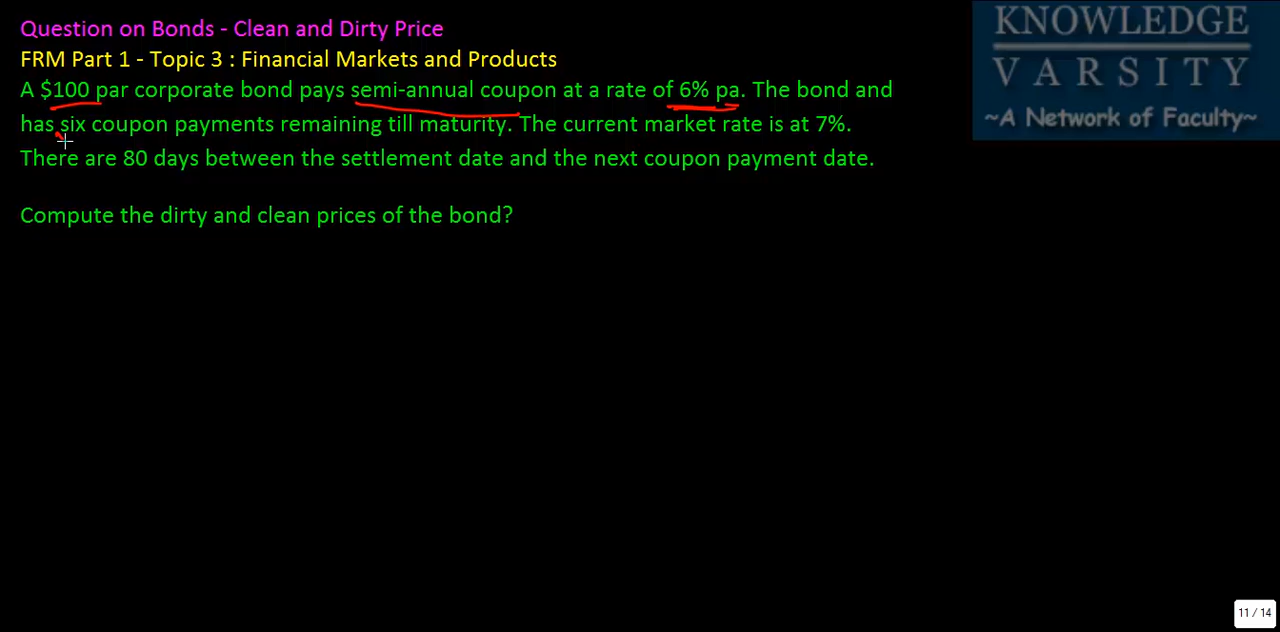 Question on Bonds - Clean and Dirty Price
FRM Part 1 - Topic 3 : Financial Markets and Products
A $100 par corporate bond pays semi-annual coupon at a rate of 6% pa. The bond and
has six coupon payments remaining till maturity. The current market rate is at 7%.
There are 80 days between the settlement date and the next coupon payment date.
Compute the dirty and clean prices of the bond?
KNOWLEDGE
VARSITY
~A Network of Faculty~
11 / 14